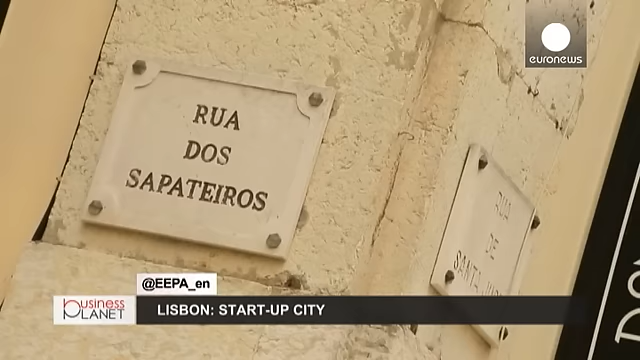 euronews
RUA
DOS
SAPATEIROS
RUA
DE
@EEPA_en
business
PLANET
LISBON: START-UP CITY